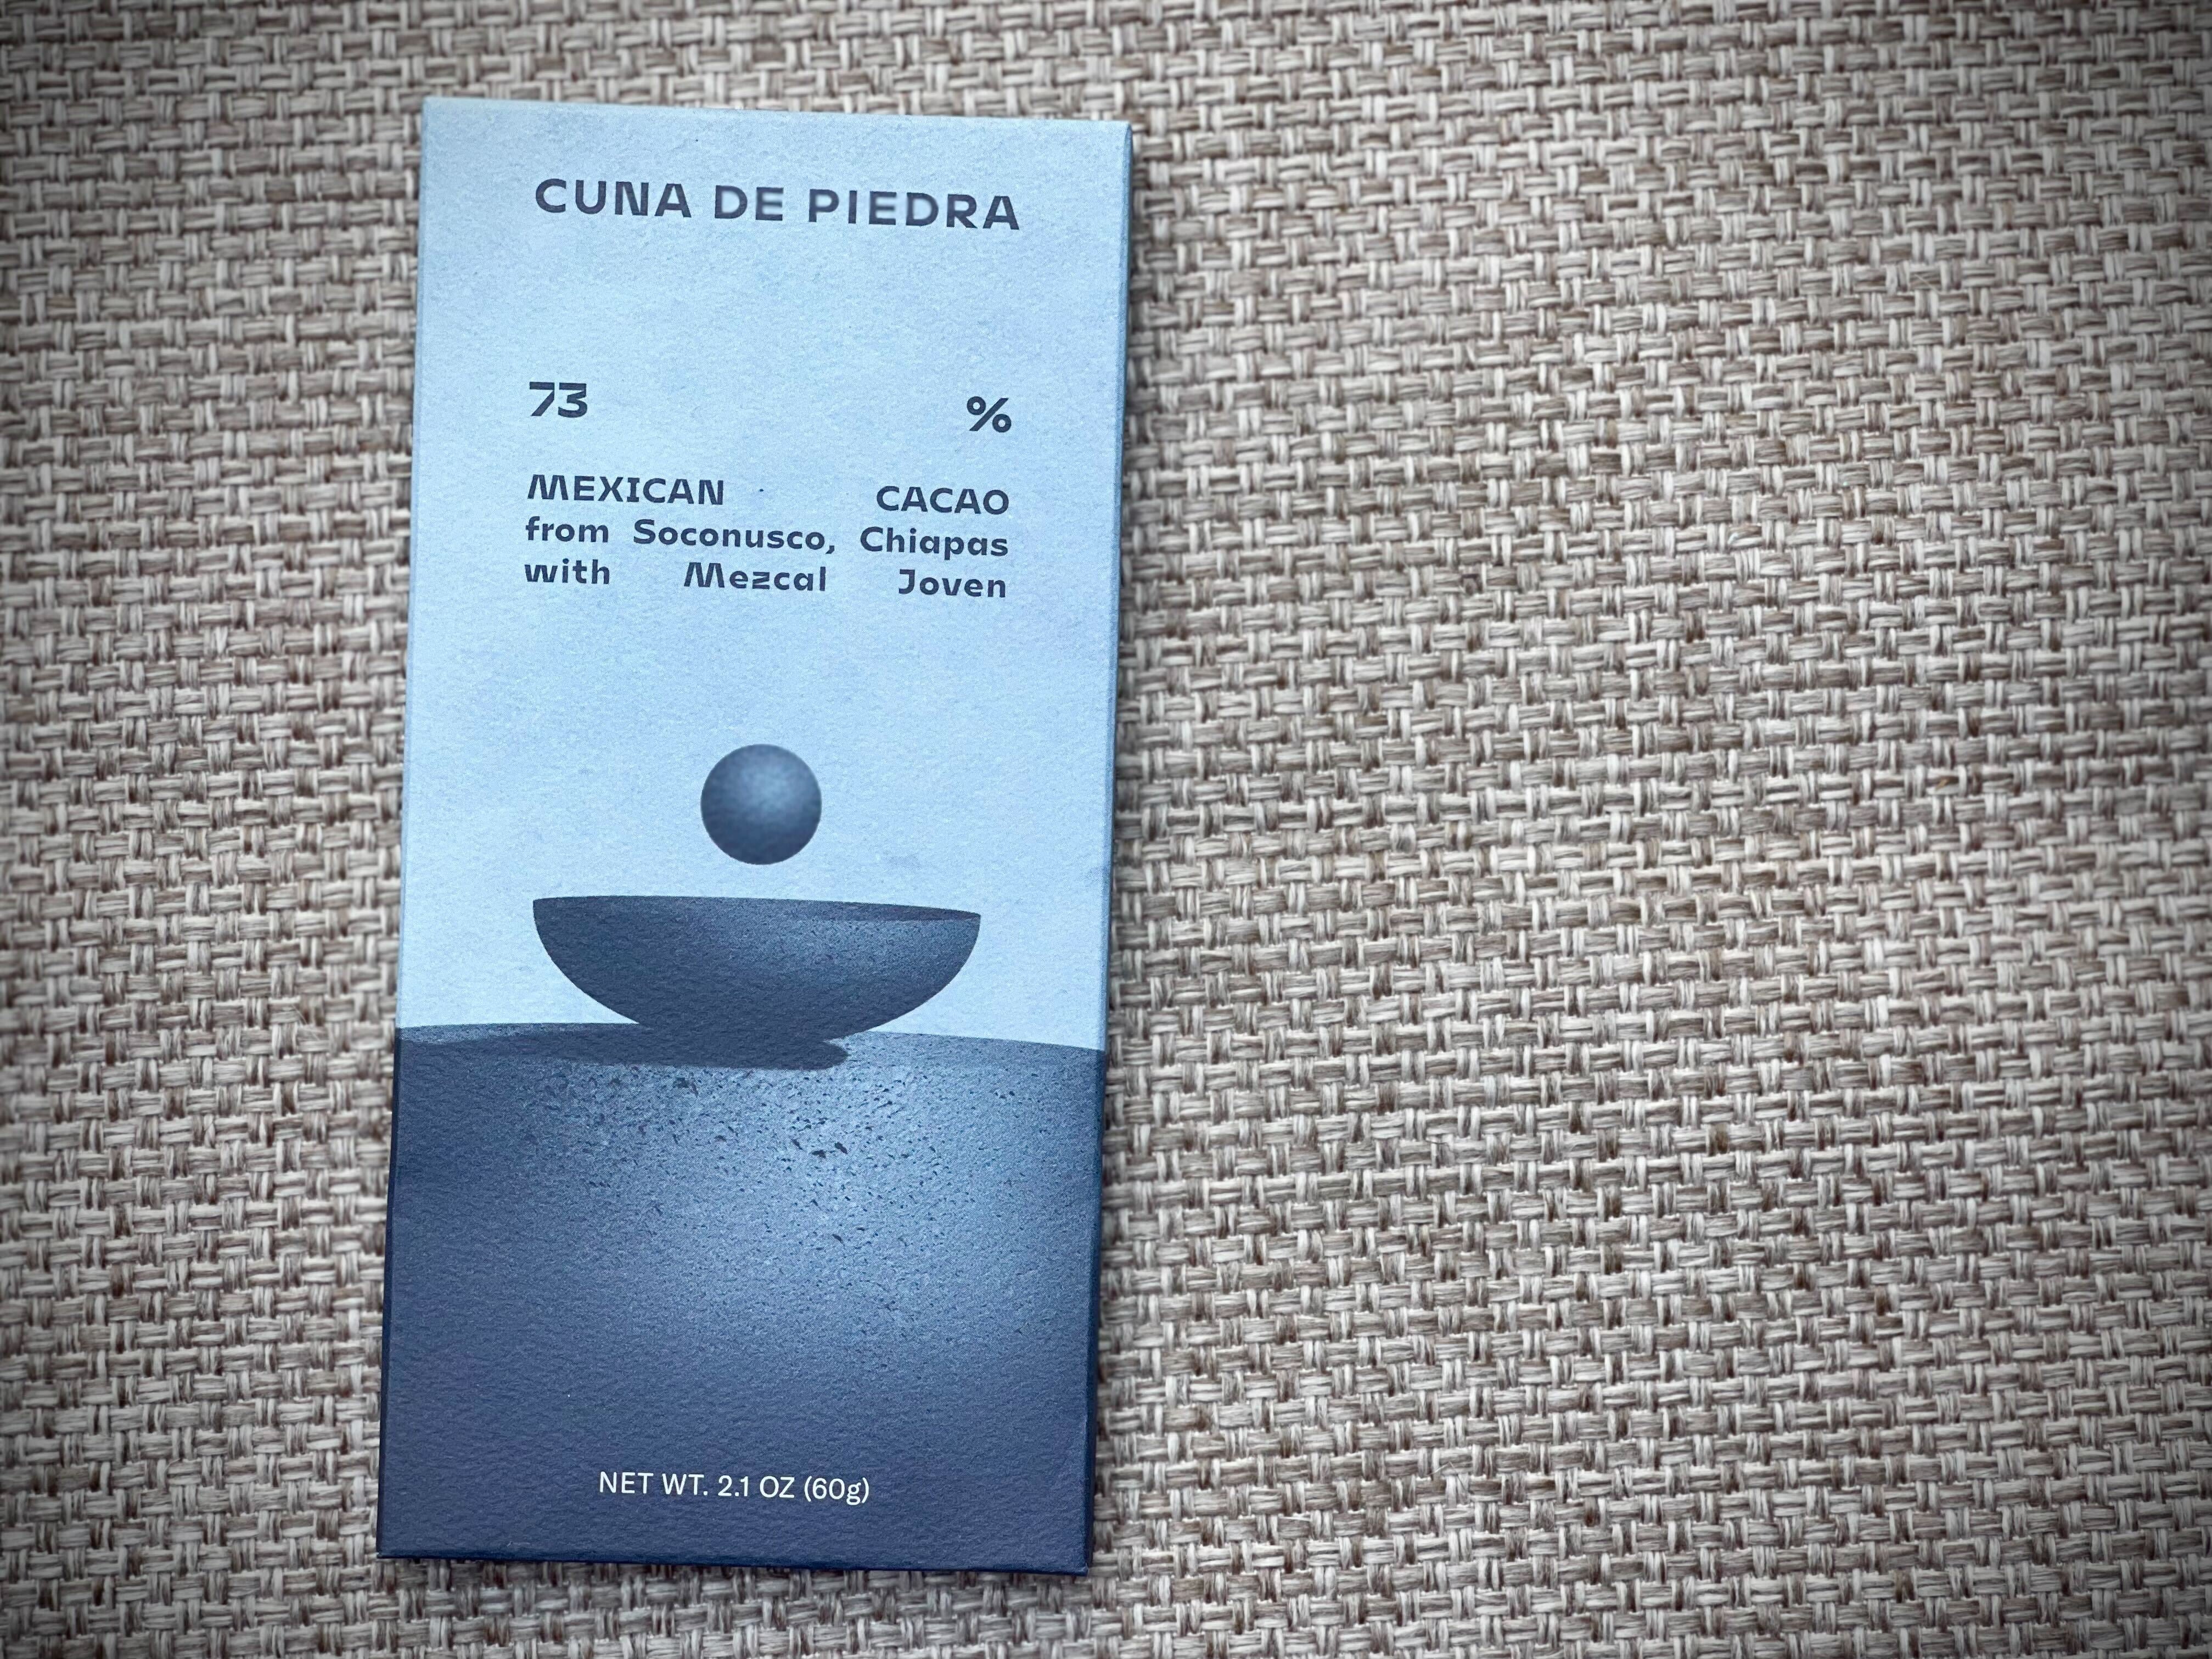 CUNA DE PIEDRA
73 %
MEXICAN CACAO
from Soconusco, Chiapas
with Mezcal Joven
NET WT. 2.1 OZ (60g)